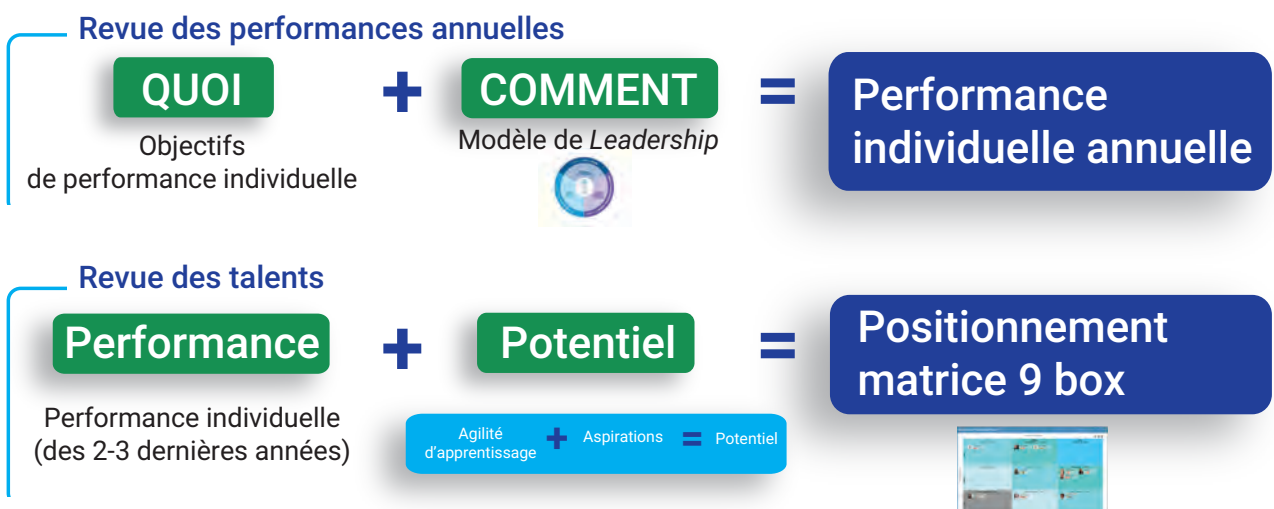 Revue des performances annuelles
QUOI + COMMENT = Performance
individuelle annuelle
Objectifs
de performance individuelle
Modèle de Leadership
Revue des talents
Performance + Potentiel = Positionnement
matrice 9 box
Performance individuelle
(des 2-3 dernières années)
Agilité
d'apprentissage + Aspirations = Potentiel